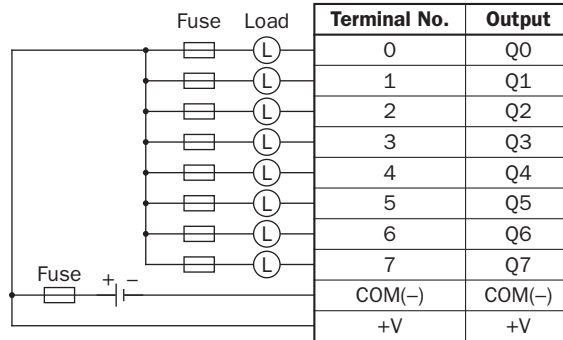 Fuse Load Terminal No. Output
L 0 Q0
L 1 Q1
L 2 Q2
L 3 Q3
L 4 Q4
L 5 Q5
L 6 Q6
L 7 Q7
Fuse + – COM(–) COM(–)
+V +V